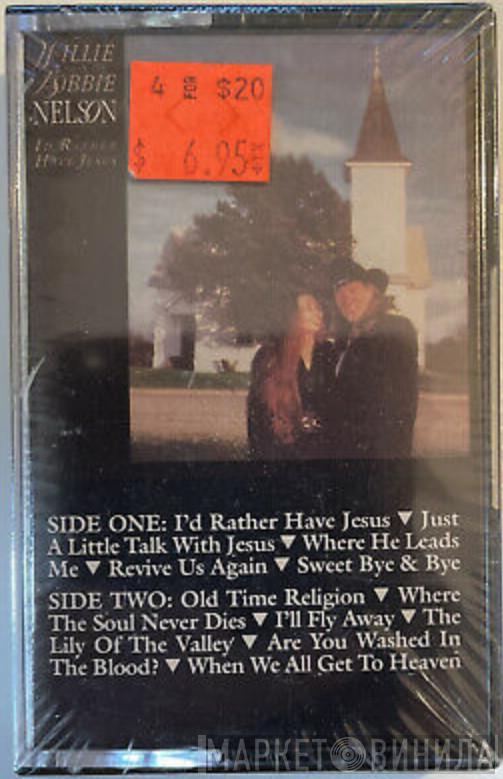 WILLIE
BOBBIE
NELSON
I'D RATHER
HAVE JESUS
4 FOR $20
$ 6.95
SIDE ONE: I'd Rather Have Jesus ▼ Just
A Little Talk With Jesus ▼ Where He Leads
Me ▼ Revive Us Again ▼ Sweet Bye & Bye
SIDE TWO: Old Time Religion ▼ Where
The Soul Never Dies ▼ I'll Fly Away ▼ The
Lily Of The Valley ▼ Are You Washed In
The Blood? ▼ When We All Get To Heaven
МАРКЕТ ВИНИЛА